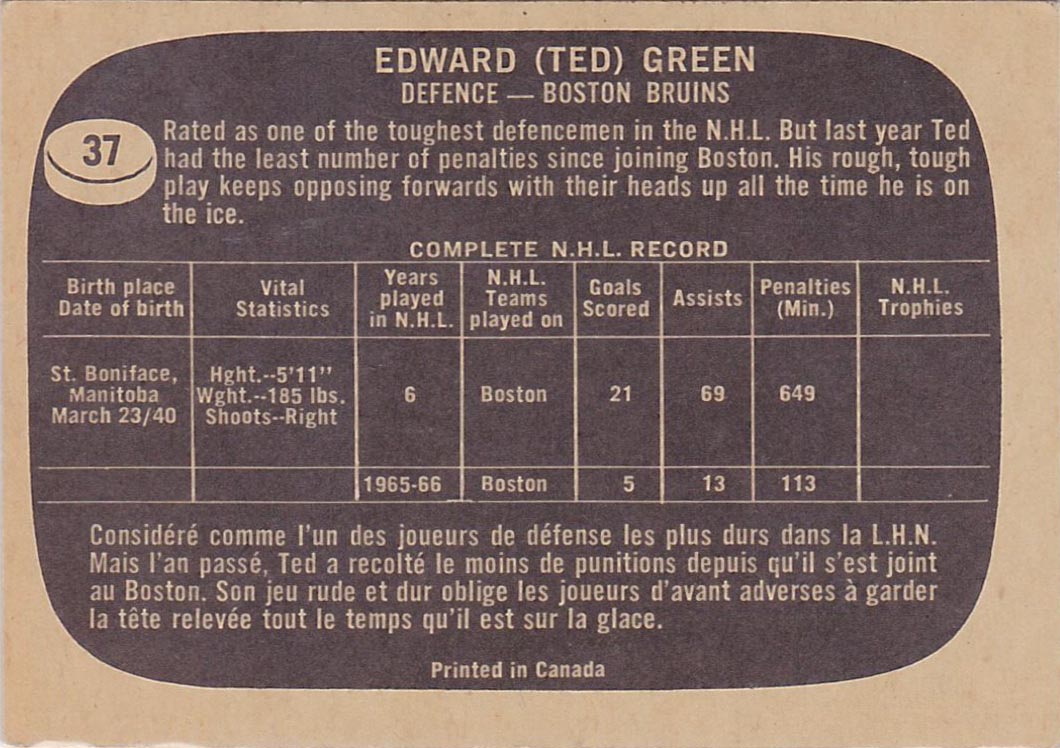 EDWARD (TED) GREEN
DEFENCE — BOSTON BRUINS
37
Rated as one of the toughest defencemen in the N.H.L. But last year Ted
had the least number of penalties since joining Boston. His rough, tough
play keeps opposing forwards with their heads up all the time he is on
the ice.
COMPLETE N.H.L. RECORD
Birth place
Date of birth
Vital
Statistics
Years
played
in N.H.L.
N.H.L.
Teams
played on
Goals
Scored
Assists
Penalties
(Min.)
N.H.L.
Trophies
St. Boniface,
Manitoba
March 23/40
Hght.--5'11''
Wght.--185 lbs.
Shoots--Right
6
Boston
21
69
649
1965-66
Boston
5
13
113
Considéré comme l'un des joueurs de défense les plus durs dans la L.H.N.
Mais l'an passé, Ted a recolté le moins de punitions depuis qu'il s'est joint
au Boston. Son jeu rude et dur oblige les joueurs d'avant adverses à garder
la tête relevée tout le temps qu'il est sur la glace.
Printed in Canada